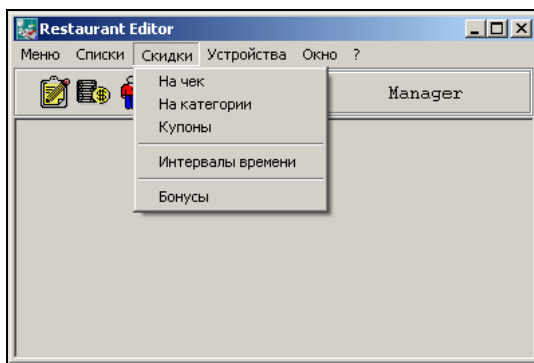 Restaurant Editor
Меню Списки Скидки Устройства Окно ?
Manager
На чек
На категории
Купоны
Интервалы времени
Бонусы